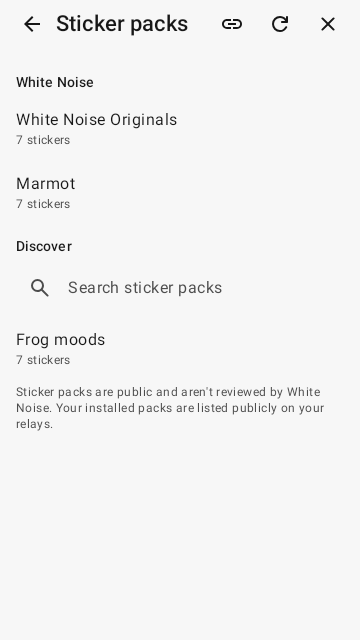 Sticker packs
White Noise
White Noise Originals
7 stickers
Marmot
7 stickers
Discover
Search sticker packs
Frog moods
7 stickers
Sticker packs are public and aren't reviewed by White
Noise. Your installed packs are listed publicly on your
relays.